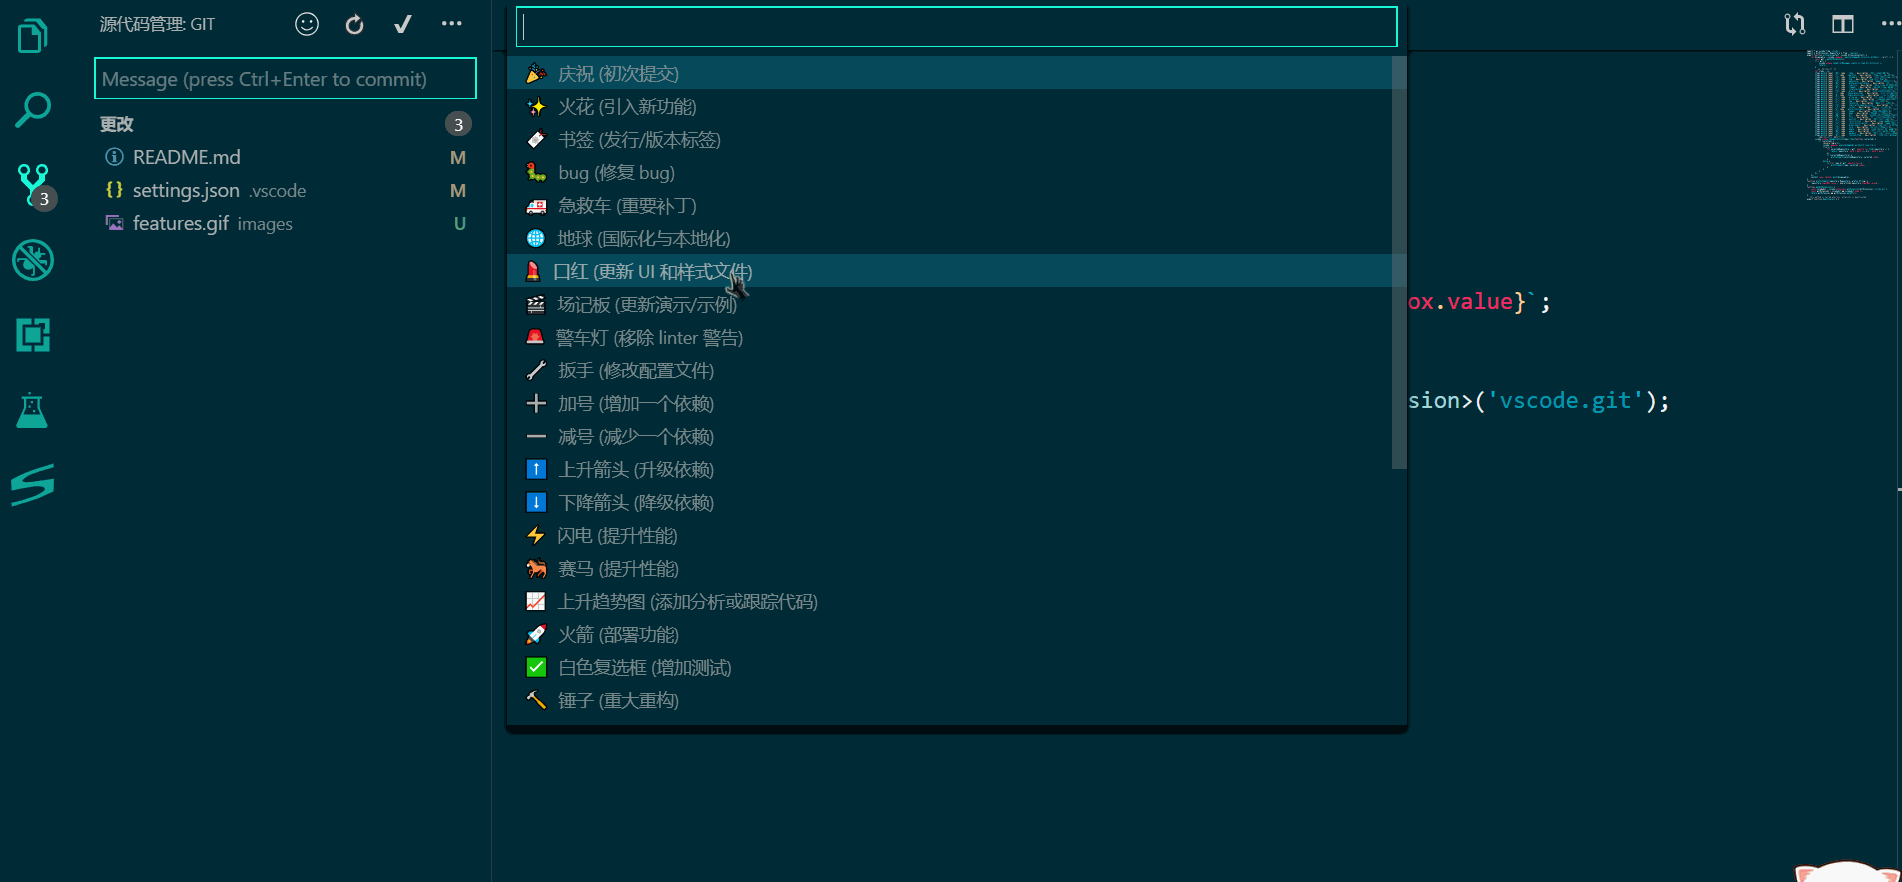 源代码管理: GIT
Message (press Ctrl+Enter to commit)
更改 3
README.md M
settings.json .vscode M
features.gif images U
3
庆祝 (初次提交)
火花 (引入新功能)
书签 (发行/版本标签)
bug (修复 bug)
急救车 (重要补丁)
地球 (国际化与本地化)
口红 (更新 UI 和样式文件)
场记板 (更新演示/示例)
警车灯 (移除 linter 警告)
扳手 (修改配置文件)
加号 (增加一个依赖)
减号 (减少一个依赖)
上升箭头 (升级依赖)
下降箭头 (降级依赖)
闪电 (提升性能)
赛马 (提升性能)
上升趋势图 (添加分析或跟踪代码)
火箭 (部署功能)
白色复选框 (增加测试)
锤子 (重大重构)
ox.value}`;
sion>('vscode.git');